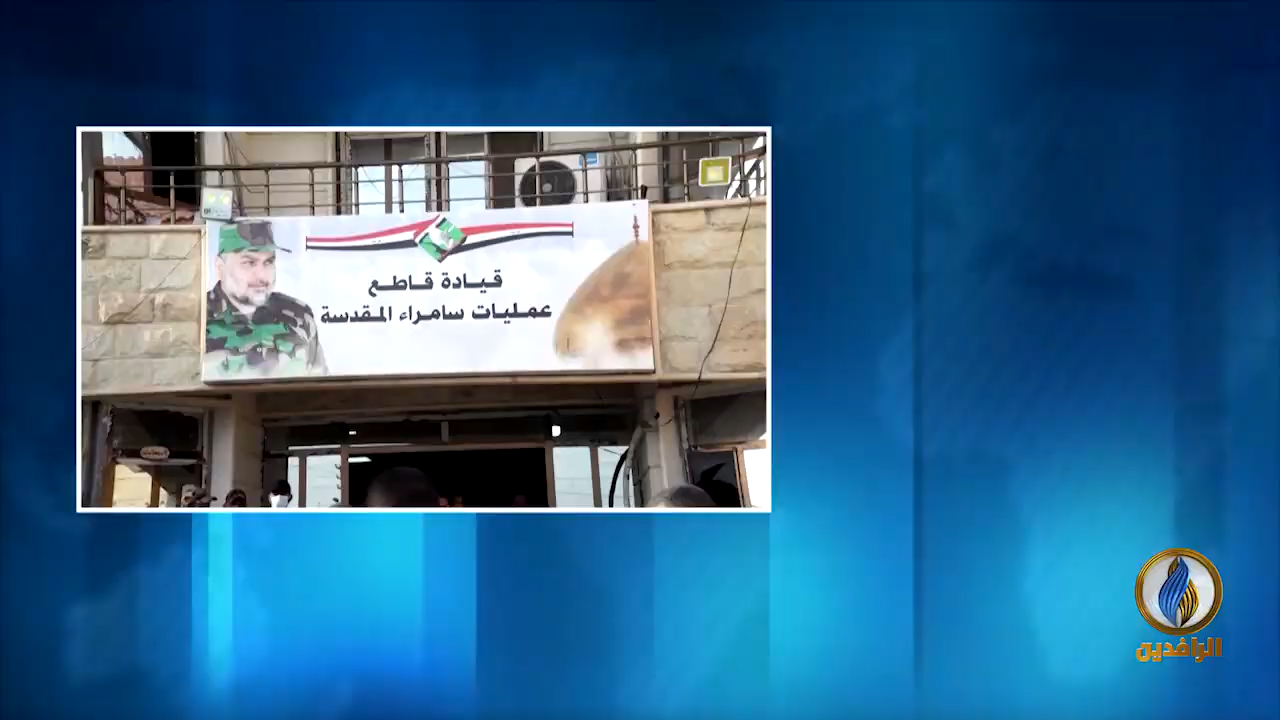 قيادة قاطع
عمليات سامراء المقدسة
الرافدين